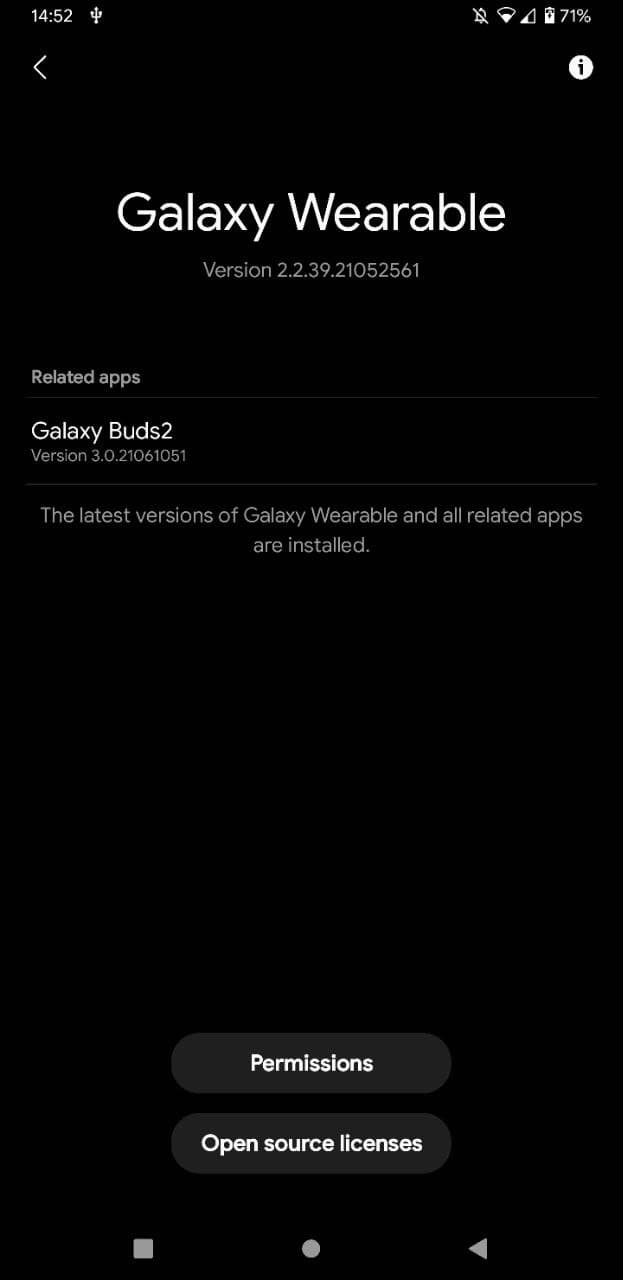 14:52 71%
Galaxy Wearable
Version 2.2.39.21052561
Related apps
Galaxy Buds2
Version 3.0.21061051
The latest versions of Galaxy Wearable and all related apps
are installed.
Permissions
Open source licenses